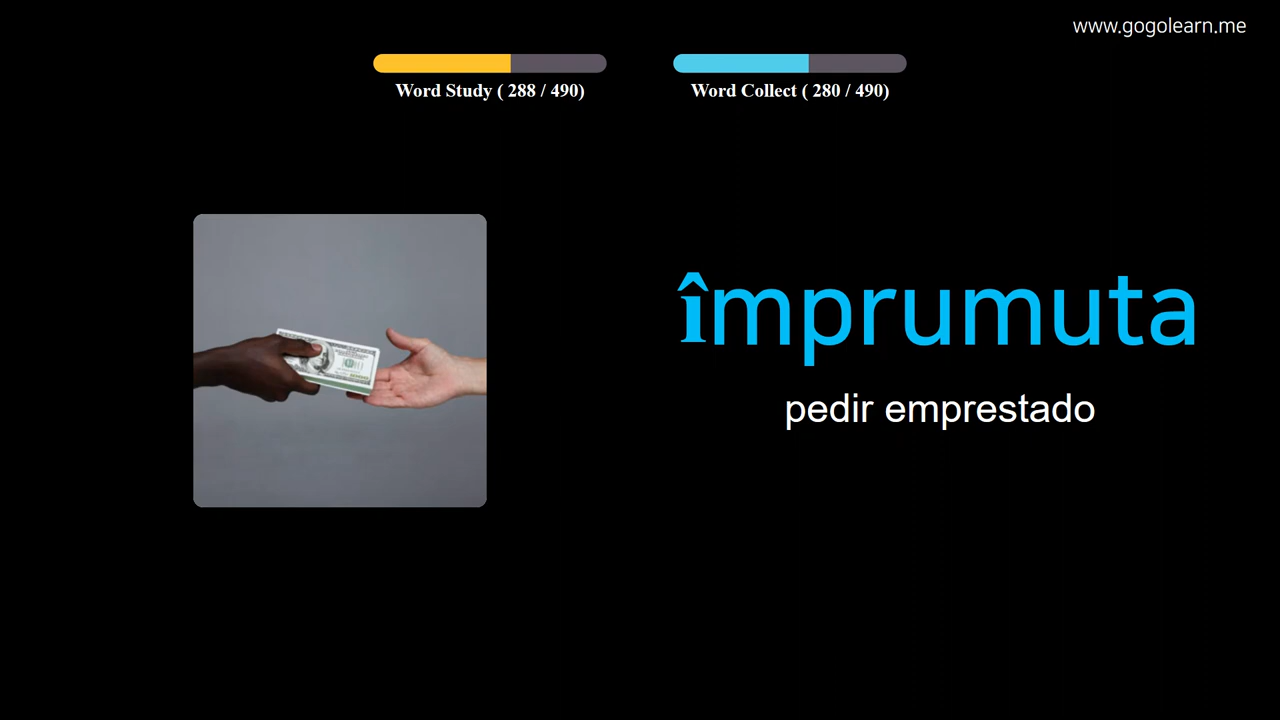 www.gogolearn.me
Word Study ( 288 / 490)
Word Collect ( 280 / 490)
împrumuta
pedir emprestado